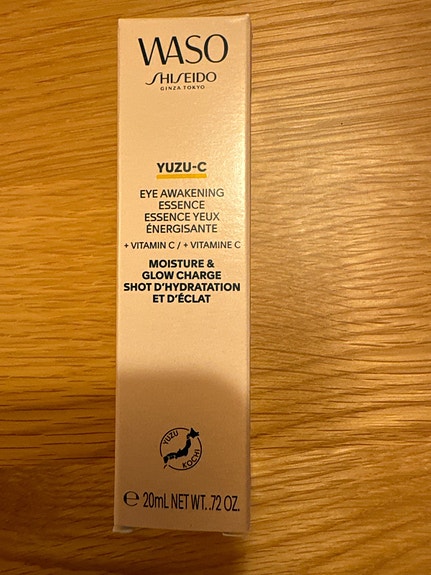 WASO
SHISEIDO
GINZA TOKYO
YUZU-C
EYE AWAKENING
ESSENCE
ESSENCE YEUX
ÉNERGISANTE
+ VITAMIN C / + VITAMINE C
MOISTURE &
GLOW CHARGE
SHOT D'HYDRATATION
ET D'ÉCLAT
YUZU
KOCHI
℮ 20mL NET WT. .72 OZ.